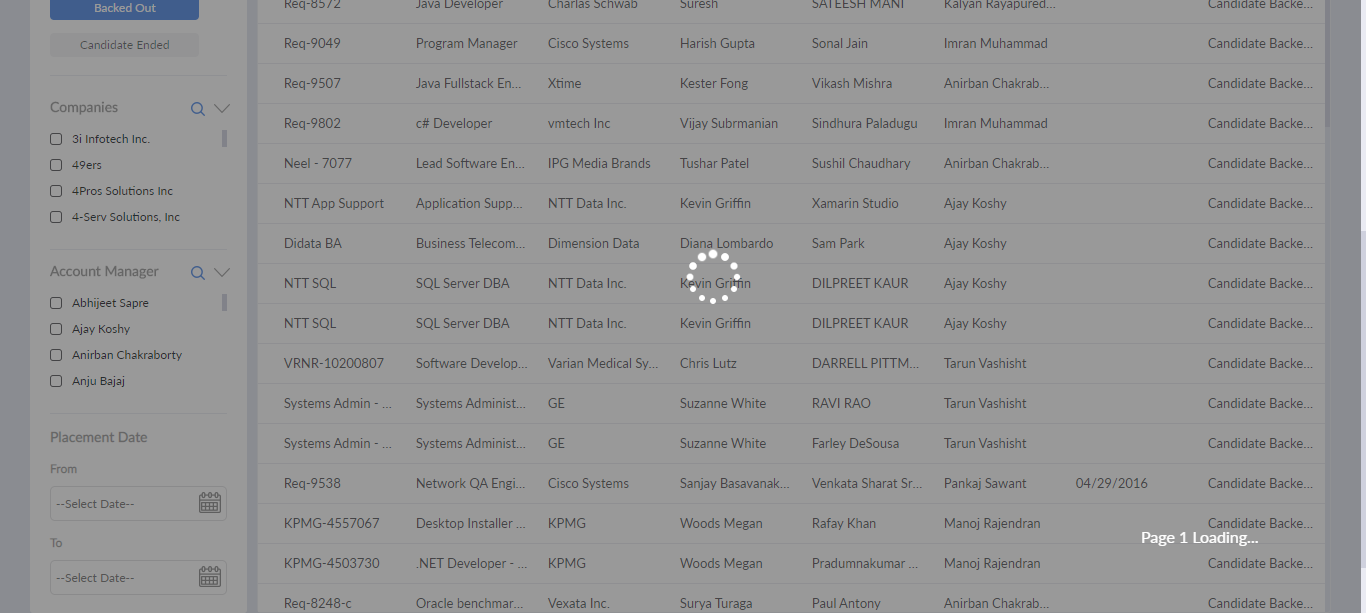 Backed Out
Candidate Ended
Companies
3i Infotech Inc.
49ers
4Pros Solutions Inc
4-Serv Solutions, Inc
Account Manager
Abhijeet Sapre
Ajay Koshy
Anirban Chakraborty
Anju Bajaj
Placement Date
From
--Select Date--
To
--Select Date--
Req-8572 Java Developer Charlas Schwab Suresh SATEESH MANI Kalyan Rayapured... Candidate Backe...
Req-9049 Program Manager Cisco Systems Harish Gupta Sonal Jain Imran Muhammad Candidate Backe...
Req-9507 Java Fullstack En... Xtime Kester Fong Vikash Mishra Anirban Chakrab... Candidate Backe...
Req-9802 c# Developer vmtech Inc Vijay Subrmanian Sindhura Paladugu Imran Muhammad Candidate Backe...
Neel - 7077 Lead Software En... IPG Media Brands Tushar Patel Sushil Chaudhary Anirban Chakrab... Candidate Backe...
NTT App Support Application Supp... NTT Data Inc. Kevin Griffin Xamarin Studio Ajay Koshy Candidate Backe...
Didata BA Business Telecom... Dimension Data Diana Lombardo Sam Park Ajay Koshy Candidate Backe...
NTT SQL SQL Server DBA NTT Data Inc. Kevin Griffin DILPREET KAUR Ajay Koshy Candidate Backe...
NTT SQL SQL Server DBA NTT Data Inc. Kevin Griffin DILPREET KAUR Ajay Koshy Candidate Backe...
VRNR-10200807 Software Develop... Varian Medical Sy... Chris Lutz DARRELL PITTM... Tarun Vashisht Candidate Backe...
Systems Admin - ... Systems Administ... GE Suzanne White RAVI RAO Tarun Vashisht Candidate Backe...
Systems Admin - ... Systems Administ... GE Suzanne White Farley DeSousa Tarun Vashisht Candidate Backe...
Req-9538 Network QA Engi... Cisco Systems Sanjay Basavanak... Venkata Sharat Sr... Pankaj Sawant 04/29/2016 Candidate Backe...
KPMG-4557067 Desktop Installer ... KPMG Woods Megan Rafay Khan Manoj Rajendran Candidate Backe...
Page 1 Loading...
KPMG-4503730 .NET Developer - ... KPMG Woods Megan Pradumnakumar ... Manoj Rajendran Candidate Backe...
Req-8248-c Oracle benchmar... Vexata Inc. Surya Turaga Paul Antony Anirban Chakrab... Candidate Backe...